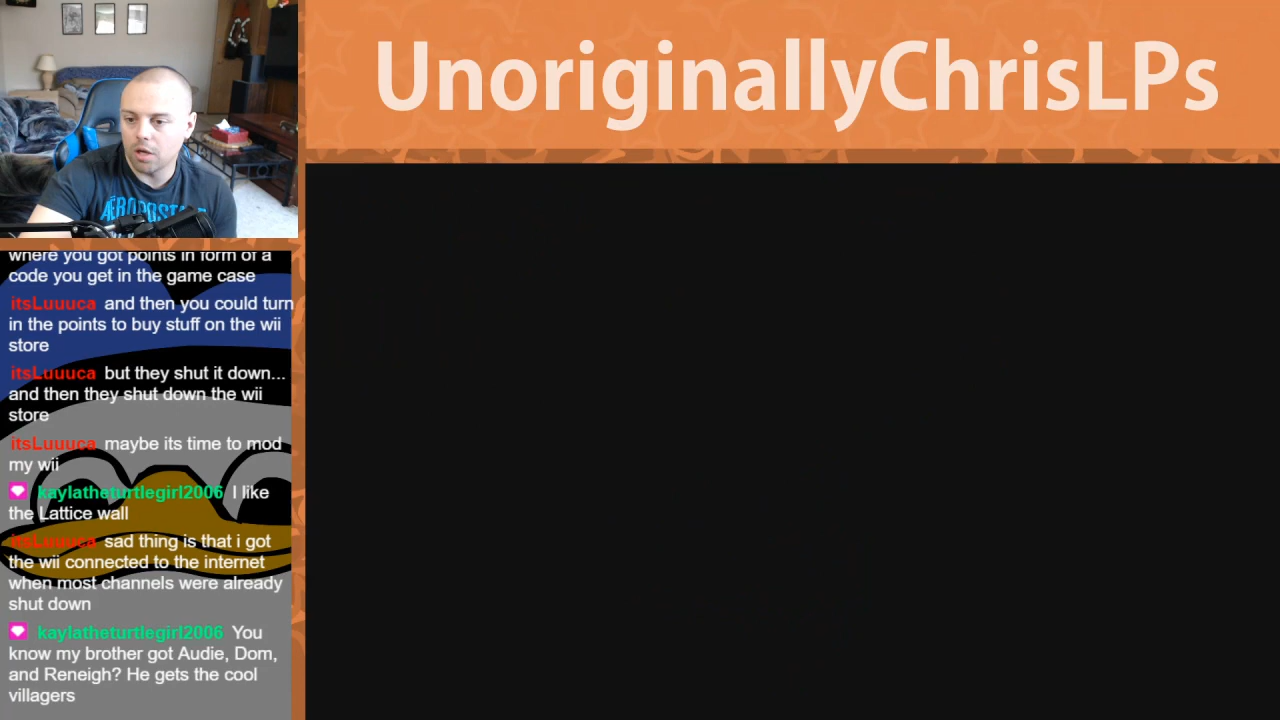 UnoriginallyChrisLPs
AÉROPOSTALE
where you got points in form of a
code you get in the game case
itsLuuuca and then you could turn
in the points to buy stuff on the wii
store
itsLuuuca but they shut it down...
and then they shut down the wii
store
itsLuuuca maybe its time to mod
my wii
kaylatheturtlegirl2006 I like
the Lattice wall
itsLuuuca sad thing is that i got
the wii connected to the internet
when most channels were already
shut down
kaylatheturtlegirl2006 You
know my brother got Audie, Dom,
and Reneigh? He gets the cool
villagers